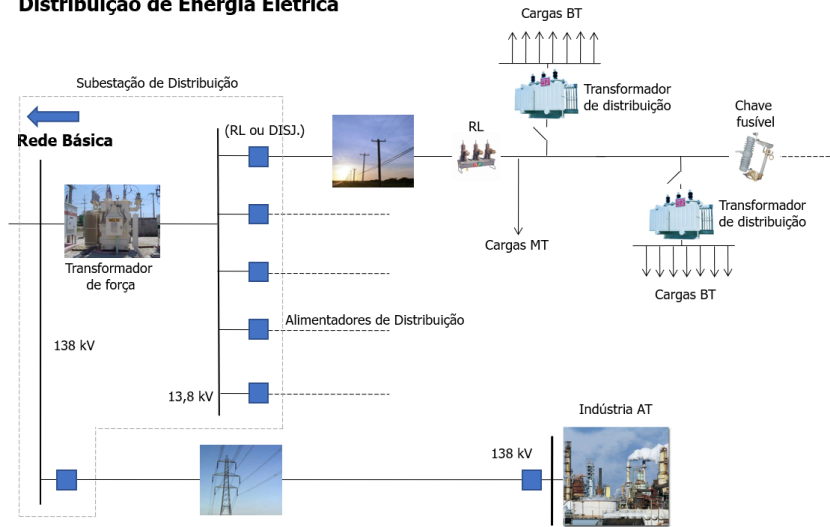 Distribuição de Energia Elétrica
Cargas BT
Subestação de Distribuição
Transformador
de distribuição
Chave
fusível
(RL ou DISJ.)
RL
Rede Básica
Transformador
de distribuição
Cargas MT
Transformador
de força
Cargas BT
Alimentadores de Distribuição
138 kV
13,8 kV
Indústria AT
138 kV